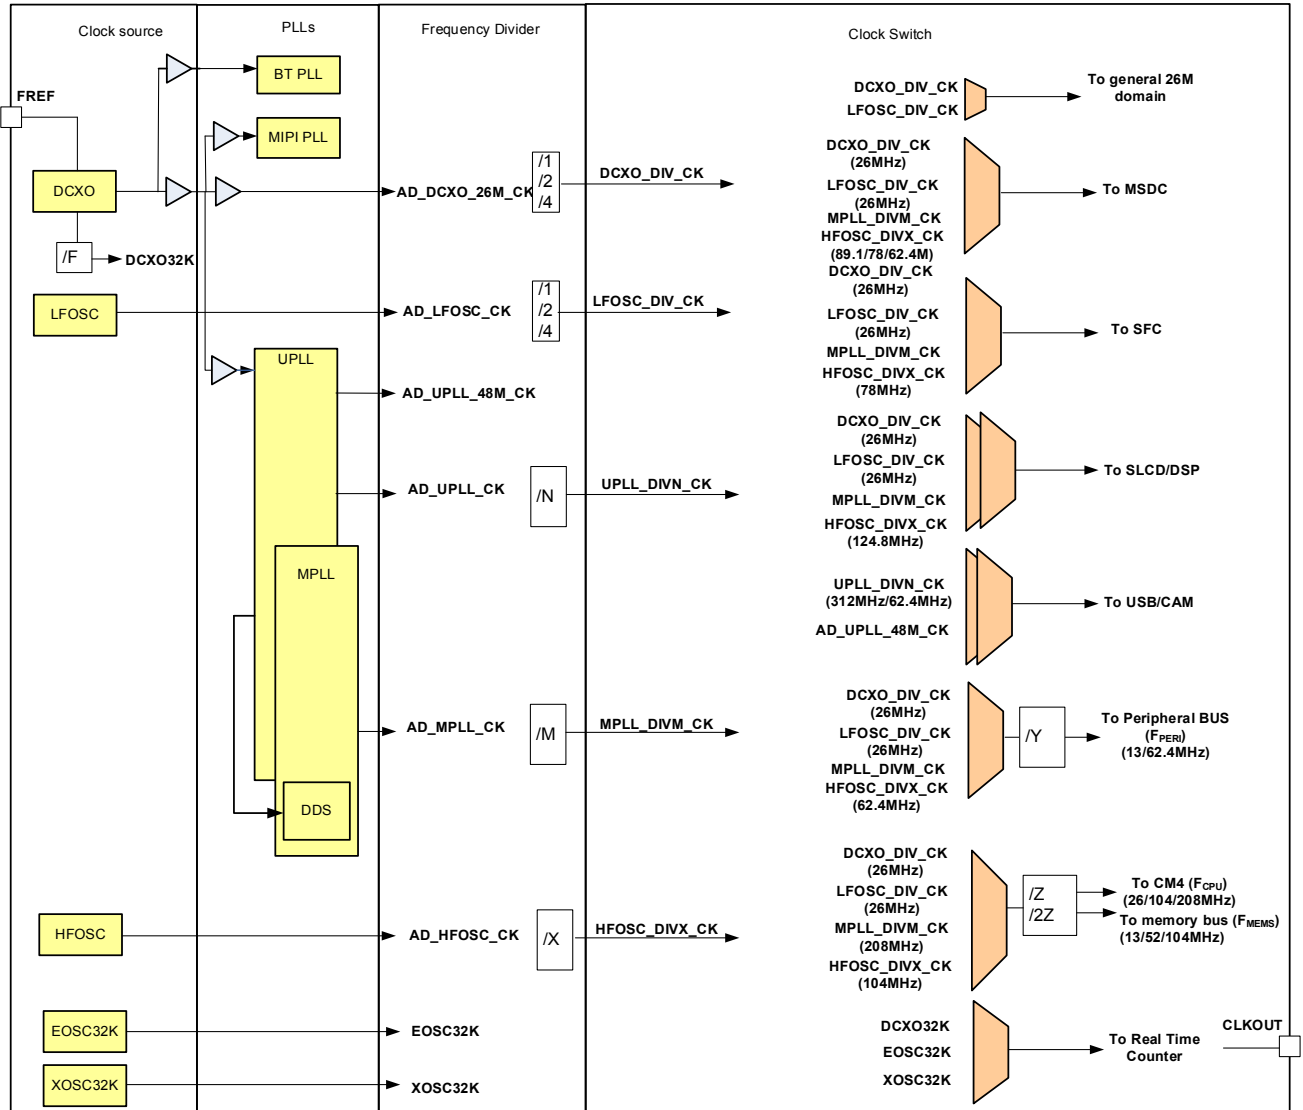 Clock source
PLLs
Frequency Divider
Clock Switch
FREF
BT PLL
MIPI PLL
DCXO
/F
DCXO32K
AD_DCXO_26M_CK
/1
/2
/4
DCXO_DIV_CK
LFOSC
AD_LFOSC_CK
/1
/2
/4
LFOSC_DIV_CK
UPLL
AD_UPLL_48M_CK
AD_UPLL_CK
/N
UPLL_DIVN_CK
MPLL
AD_MPLL_CK
/M
MPLL_DIVM_CK
DDS
HFOSC
AD_HFOSC_CK
/X
HFOSC_DIVX_CK
EOSC32K
EOSC32K
XOSC32K
XOSC32K
DCXO_DIV_CK
LFOSC_DIV_CK
To general 26M
domain
DCXO_DIV_CK
(26MHz)
LFOSC_DIV_CK
(26MHz)
MPLL_DIVM_CK
HFOSC_DIVX_CK
(89.1/78/62.4M)
To MSDC
DCXO_DIV_CK
(26MHz)
LFOSC_DIV_CK
(26MHz)
MPLL_DIVM_CK
HFOSC_DIVX_CK
(78MHz)
To SFC
DCXO_DIV_CK
(26MHz)
LFOSC_DIV_CK
(26MHz)
MPLL_DIVM_CK
HFOSC_DIVX_CK
(124.8MHz)
To SLCD/DSP
UPLL_DIVN_CK
(312MHz/62.4MHz)
AD_UPLL_48M_CK
To USB/CAM
DCXO_DIV_CK
(26MHz)
LFOSC_DIV_CK
(26MHz)
MPLL_DIVM_CK
HFOSC_DIVX_CK
(62.4MHz)
/Y
To Peripheral BUS
(FPERI)
(13/62.4MHz)
DCXO_DIV_CK
(26MHz)
LFOSC_DIV_CK
(26MHz)
MPLL_DIVM_CK
(208MHz)
HFOSC_DIVX_CK
(104MHz)
/Z
/2Z
To CM4 (FCPU)
(26/104/208MHz)
To memory bus (FMEMS)
(13/52/104MHz)
DCXO32K
EOSC32K
XOSC32K
To Real Time
Counter
CLKOUT